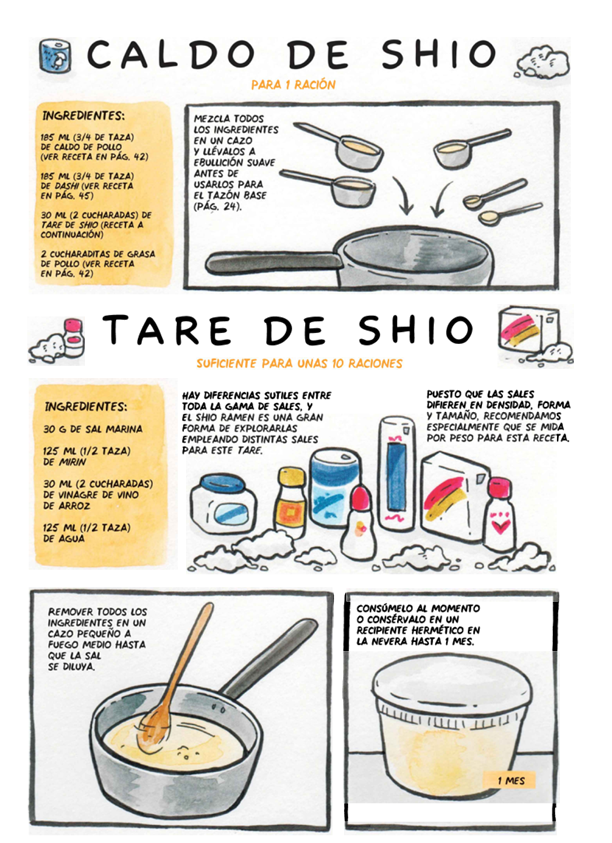 CALDO DE SHIO
PARA 1 RACIÓN
INGREDIENTES:
185 ML (3/4 DE TAZA)
DE CALDO DE POLLO
(VER RECETA EN PÁG. 42)
185 ML (3/4 DE TAZA)
DE DASHI (VER RECETA
EN PÁG. 45)
30 ML (2 CUCHARADAS) DE
TARE DE SHIO (RECETA A
CONTINUACIÓN)
2 CUCHARADITAS DE GRASA
DE POLLO (VER RECETA
EN PÁG. 42)
MEZCLA TODOS
LOS INGREDIENTES
EN UN CAZO
Y LLÉVALOS A
EBULLICIÓN SUAVE
ANTES DE
USARLOS PARA
EL TAZÓN BASE
(PÁG. 24).
TARE DE SHIO
SUFICIENTE PARA UNAS 10 RACIONES
INGREDIENTES:
30 G DE SAL MARINA
125 ML (1/2 TAZA)
DE MIRIN
30 ML (2 CUCHARADAS)
DE VINAGRE DE VINO
DE ARROZ
125 ML (1/2 TAZA)
DE AGUA
HAY DIFERENCIAS SUTILES ENTRE
TODA LA GAMA DE SALES, Y
EL SHIO RAMEN ES UNA GRAN
FORMA DE EXPLORARLAS
EMPLEANDO DISTINTAS SALES
PARA ESTE TARE.
PUESTO QUE LAS SALES
DIFIEREN EN DENSIDAD, FORMA
Y TAMAÑO, RECOMENDAMOS
ESPECIALMENTE QUE SE MIDA
POR PESO PARA ESTA RECETA.
REMOVER TODOS LOS
INGREDIENTES EN UN
CAZO PEQUEÑO A
FUEGO MEDIO HASTA
QUE LA SAL
SE DILUYA.
CONSÚMELO AL MOMENTO
O CONSÉRVALO EN UN
RECIPIENTE HERMÉTICO EN
LA NEVERA HASTA 1 MES.
1 MES